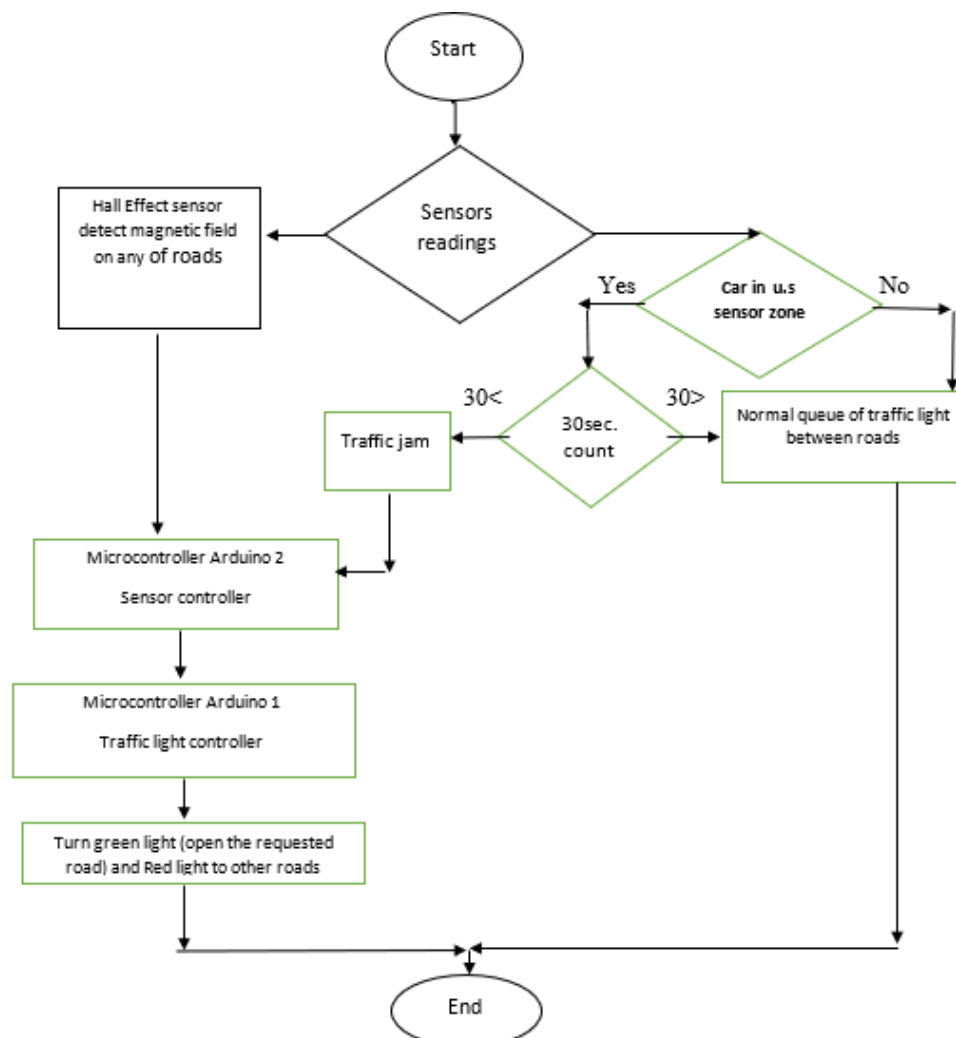 Start
Sensors
readings
Hall Effect sensor
detect magnetic field
on any of roads
Car in u.s
sensor zone
Yes
No
30<
30>
30sec.
count
Traffic jam
Normal queue of traffic light
between roads
Microcontroller Arduino 2
Sensor controller
Microcontroller Arduino 1
Traffic light controller
Turn green light (open the requested
road) and Red light to other roads
End